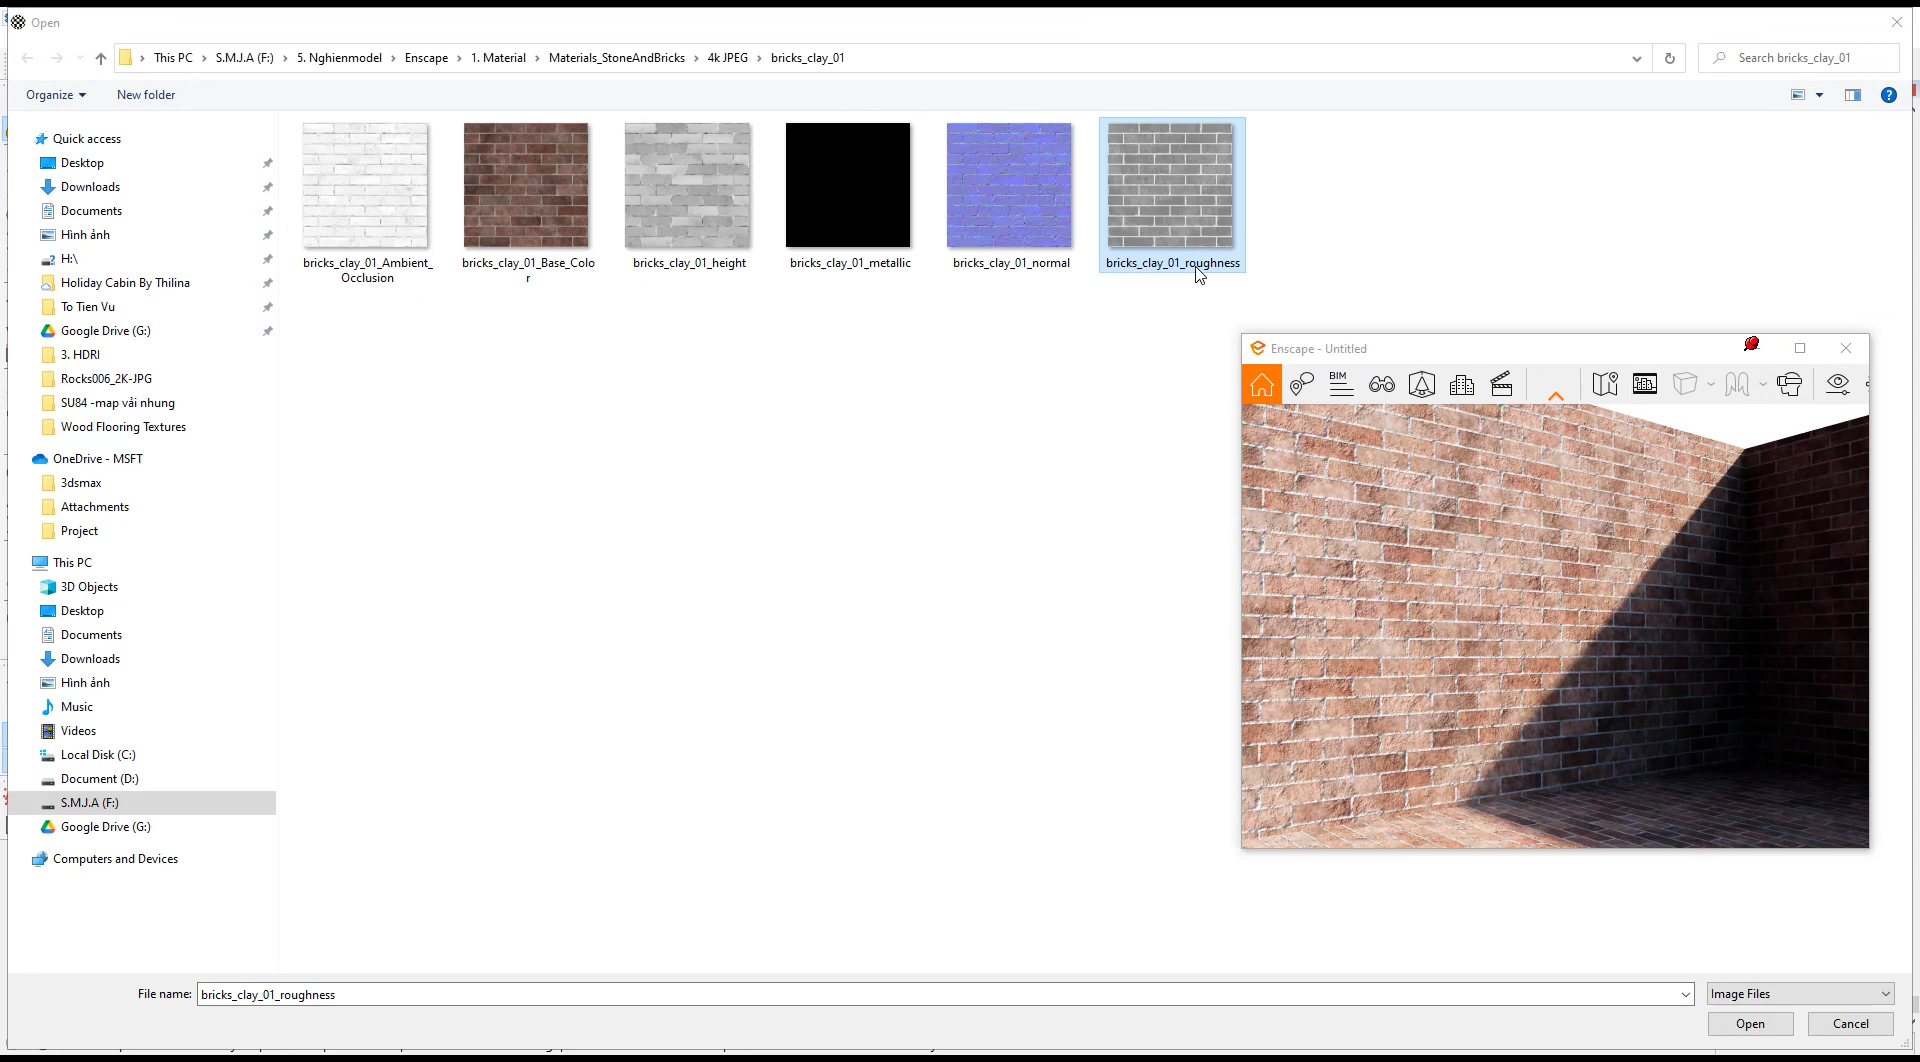 Open
This PC
S.M.J.A (F:)
5. Nghienmodel
Enscape
1. Material
Materials_StoneAndBricks
4k JPEG
bricks_clay_01
Search bricks_clay_01
Organize
New folder
Quick access
Desktop
Downloads
Documents
Hình ảnh
H:\
Holiday Cabin By Thilina
To Tien Vu
Google Drive (G:)
3. HDRI
Rocks006_2K-JPG
SU84 -map vải nhung
Wood Flooring Textures
OneDrive - MSFT
3dsmax
Attachments
Project
This PC
3D Objects
Desktop
Documents
Downloads
Hình ảnh
Music
Videos
Local Disk (C:)
Document (D:)
S.M.J.A (F:)
Google Drive (G:)
Computers and Devices
bricks_clay_01_Ambient_
Occlusion
bricks_clay_01_Base_Colo
r
bricks_clay_01_height
bricks_clay_01_metallic
bricks_clay_01_normal
bricks_clay_01_roughness
Enscape - Untitled
BIM
File name:
bricks_clay_01_roughness
Image Files
Open
Cancel